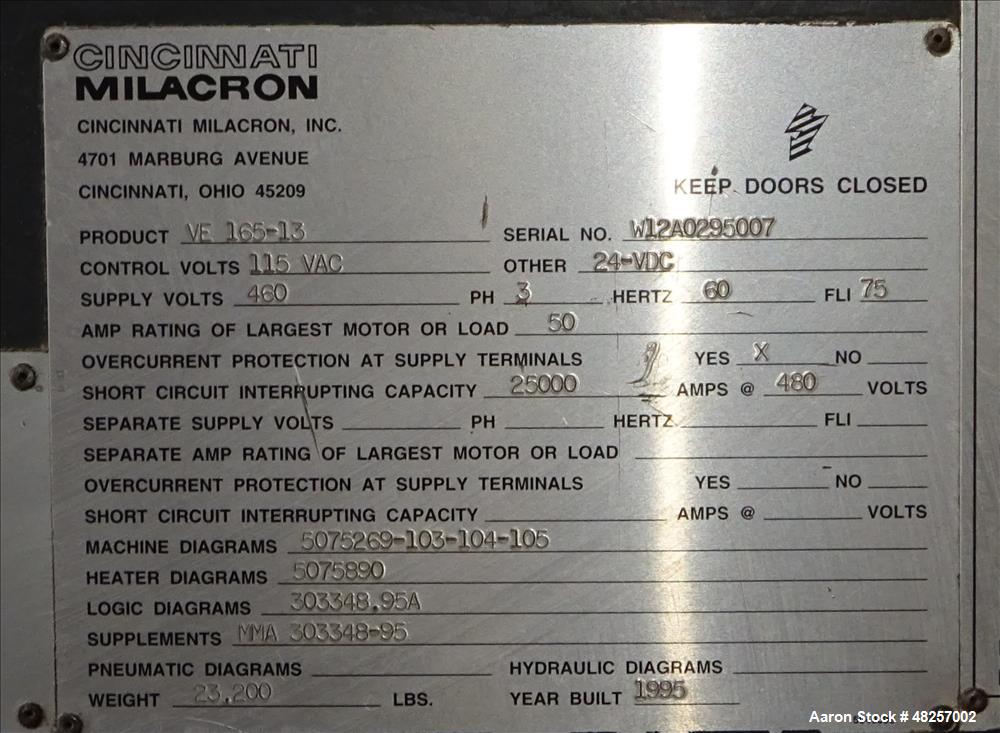 CINCINNATI
MILACRON
CINCINNATI MILACRON, INC.
4701 MARBURG AVENUE
CINCINNATI, OHIO 45209
KEEP DOORS CLOSED
PRODUCT VE 165-13 SERIAL NO. W12A0295007
CONTROL VOLTS 115 VAC OTHER 24-VDC
SUPPLY VOLTS 460 PH 3 HERTZ 60 FLI 75
AMP RATING OF LARGEST MOTOR OR LOAD 50
OVERCURRENT PROTECTION AT SUPPLY TERMINALS YES X NO
SHORT CIRCUIT INTERRUPTING CAPACITY 25000 AMPS @ 480 VOLTS
SEPARATE SUPPLY VOLTS PH HERTZ FLI
SEPARATE AMP RATING OF LARGEST MOTOR OR LOAD
OVERCURRENT PROTECTION AT SUPPLY TERMINALS YES NO
SHORT CIRCUIT INTERRUPTING CAPACITY AMPS @ VOLTS
MACHINE DIAGRAMS 5075269-103-104-105
HEATER DIAGRAMS 5075890
LOGIC DIAGRAMS 303348.95A
SUPPLEMENTS MMA 303348-95
PNEUMATIC DIAGRAMS HYDRAULIC DIAGRAMS
WEIGHT 23,200 LBS. YEAR BUILT 1995
Aaron Stock # 48257002